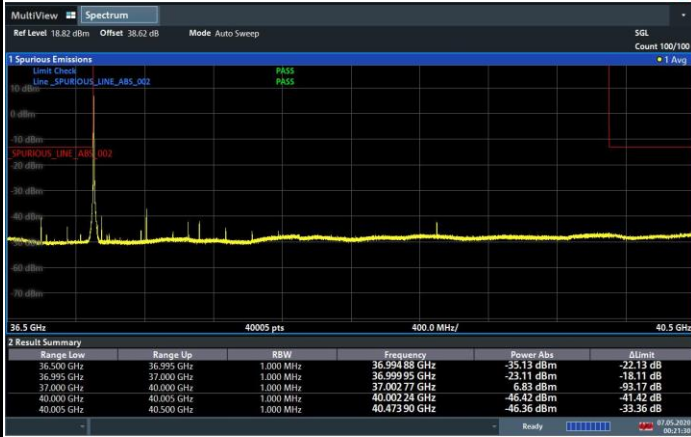 MultiView Spectrum
Ref Level 18.82 dBm Offset 38.62 dB Mode Auto Sweep SGL
Count 100/100
1 Spurious Emissions 1 Avg
Limit Check PASS
Line _SPURIOUS_LINE_ABS_002 PASS
10 dBm
0 dBm
-10 dBm
_SPURIOUS_LINE_ABS_002
-20 dBm
-30 dBm
-40 dBm
-50 dBm
-60 dBm
-70 dBm
36.5 GHz 40005 pts 400.0 MHz/ 40.5 GHz
2 Result Summary
Range Low Range Up RBW Frequency Power Abs ΔLimit
36.500 GHz 36.995 GHz 1.000 MHz 36.994 88 GHz -35.13 dBm -22.13 dB
36.995 GHz 37.000 GHz 1.000 MHz 36.999 95 GHz -23.11 dBm -18.11 dB
37.000 GHz 40.000 GHz 1.000 MHz 37.002 77 GHz 6.83 dBm -93.17 dB
40.000 GHz 40.005 GHz 1.000 MHz 40.002 24 GHz -46.42 dBm -41.42 dB
40.005 GHz 40.500 GHz 1.000 MHz 40.473 90 GHz -46.36 dBm -33.36 dB
Ready 07.05.2020
00:21:30